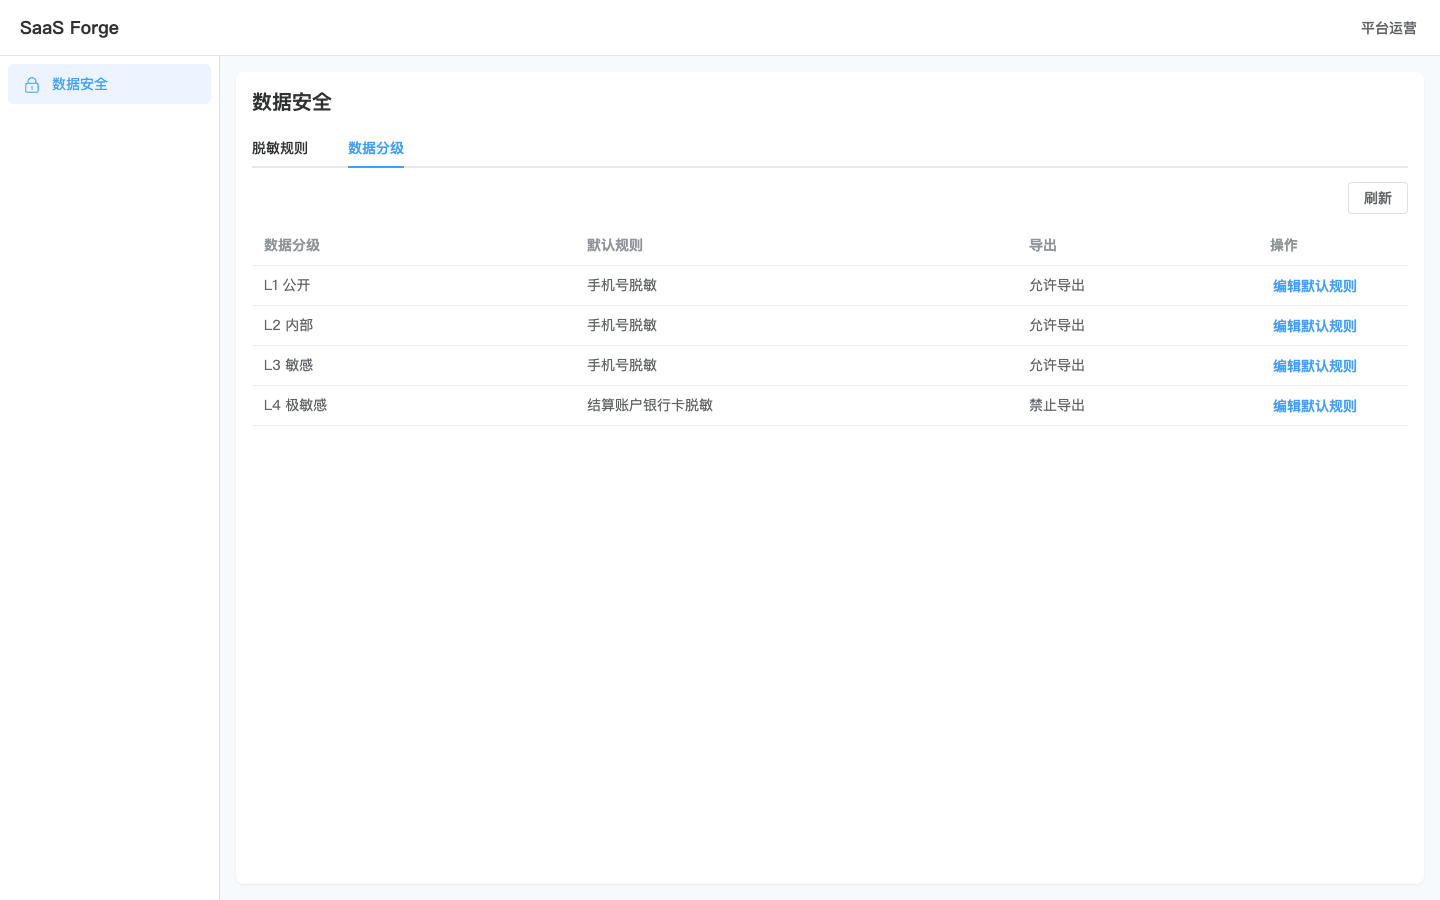 SaaS Forge
平台运营
数据安全
数据安全
脱敏规则 数据分级
刷新
数据分级 默认规则 导出 操作
L1 公开 手机号脱敏 允许导出 编辑默认规则
L2 内部 手机号脱敏 允许导出 编辑默认规则
L3 敏感 手机号脱敏 允许导出 编辑默认规则
L4 极敏感 结算账户银行卡脱敏 禁止导出 编辑默认规则